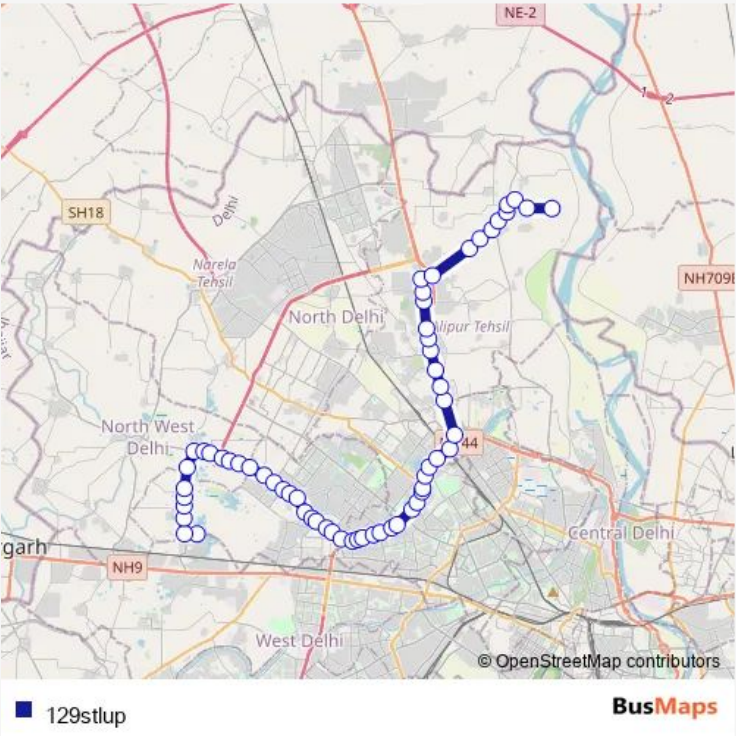 NE-2
1
2
SH18
Delhi
Narela
Tehsil
NH709B
North Delhi
Alipur Tehsil
North West
Delhi
44
garh
NH9
Central Delhi
West Delhi
© OpenStreetMap contributors
129stlup
BusMaps